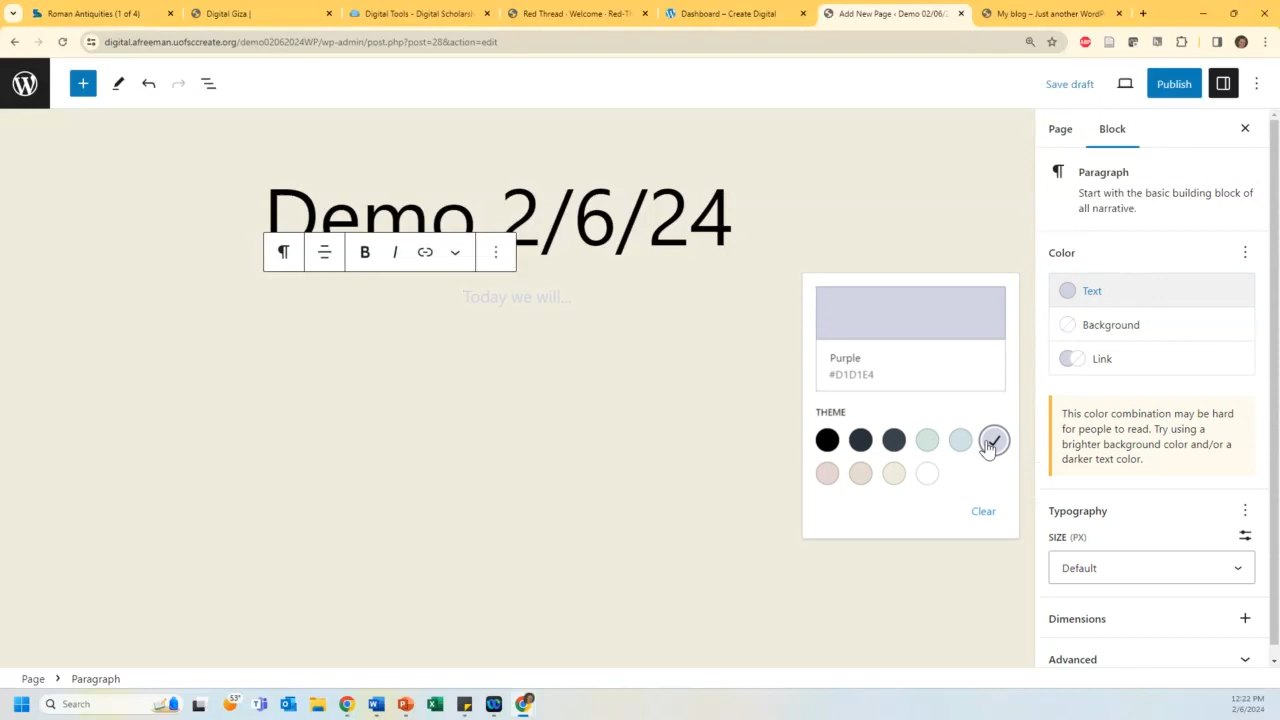 Roman Antiquities (1 of 4)
Digital Giza |
Digital Tools - Digital Scholarsh
Red Thread · Welcome · Red-Th
Dashboard – Create Digital
Add New Page ‹ Demo 02/06/2
My blog – Just another WordP
digital.afreeman.uofsccreate.org/demo02062024WP/wp-admin/post.php?post=28&action=edit
Save draft
Publish
Page
Block
Demo 2/6/24
B I
Today we will...
Paragraph
Start with the basic building block of
all narrative.
Color
Text
Background
Link
Purple
#D1D1E4
THEME
Clear
This color combination may be hard
for people to read. Try using a
brighter background color and/or a
darker text color.
Typography
SIZE (PX)
Default
Dimensions
Advanced
Page
Paragraph
Search
53°
12:22 PM
2/6/2024